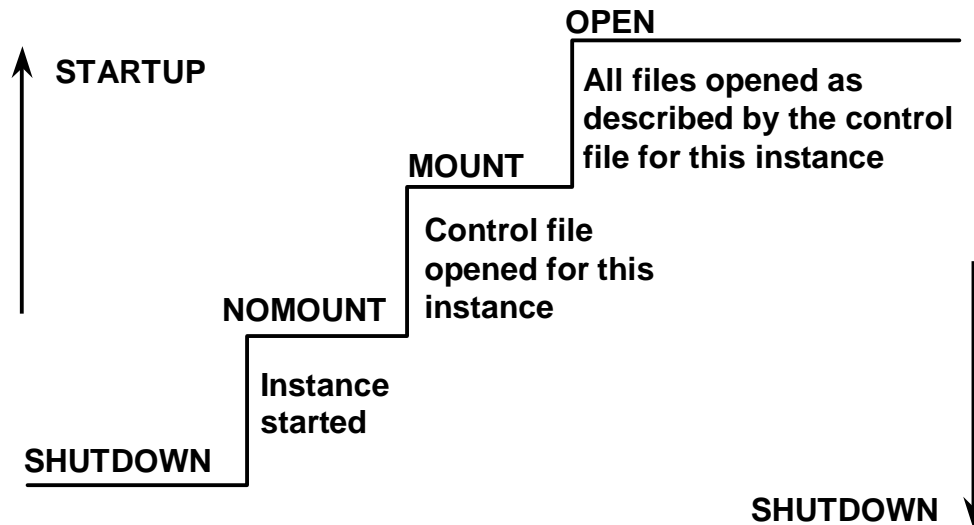 OPEN
STARTUP
All files opened as
described by the control
file for this instance
MOUNT
Control file
opened for this
instance
NOMOUNT
Instance
started
SHUTDOWN
SHUTDOWN